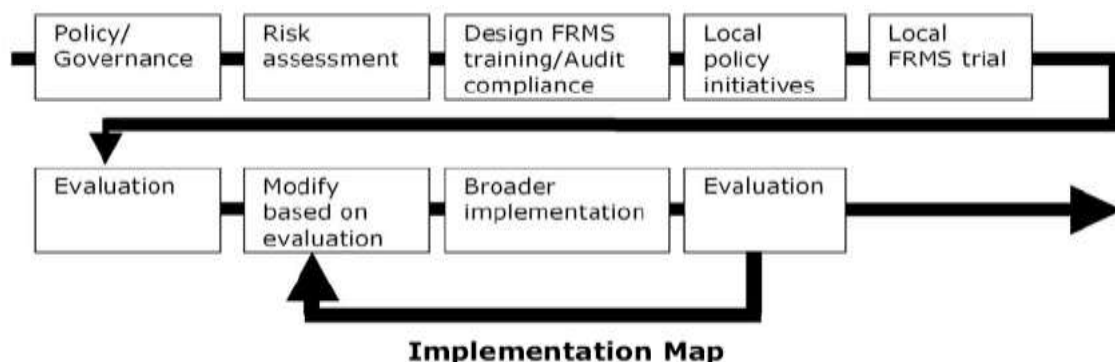 Policy/
Governance
Risk
assessment
Design FRMS
training/Audit
compliance
Local
policy
initiatives
Local
FRMS trial
Evaluation
Modify
based on
evaluation
Broader
implementation
Evaluation
Implementation Map